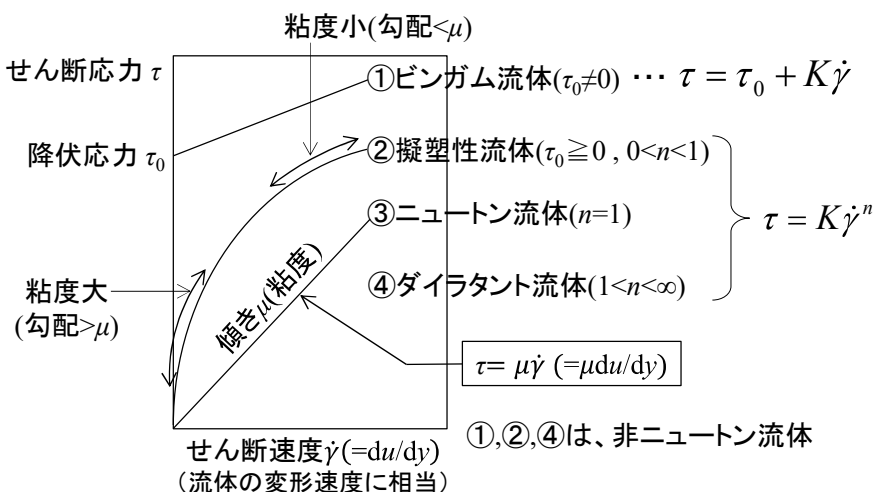 粘度小(勾配<μ)
せん断応力 τ
①ビンガム流体(τ₀≠0) … τ = τ₀ + Kγ̇
降伏応力 τ₀
②擬塑性流体(τ₀≧0 , 0<n<1)
③ニュートン流体(n=1)
τ = Kγ̇ⁿ
粘度大
(勾配>μ)
④ダイラタント流体(1<n<∞)
傾きμ(粘度)
τ= μγ̇ (=μdu/dy)
①,②,④は、非ニュートン流体
せん断速度γ̇(=du/dy)
(流体の変形速度に相当)